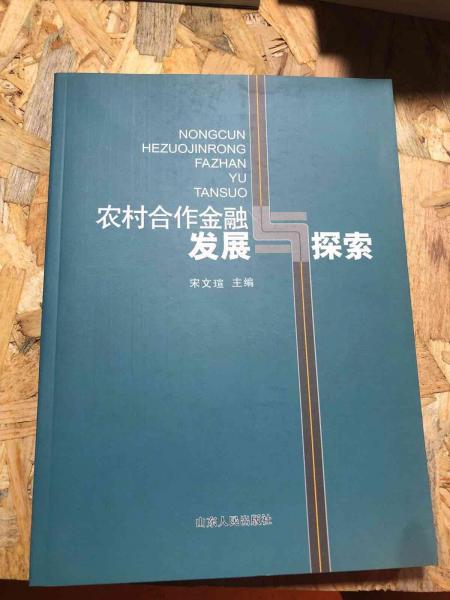 NONGCUN
HEZUOJINRONG
FAZHAN
YU
TANSUO
农村合作金融
发展与探索
宋文瑄 主编
山东人民出版社